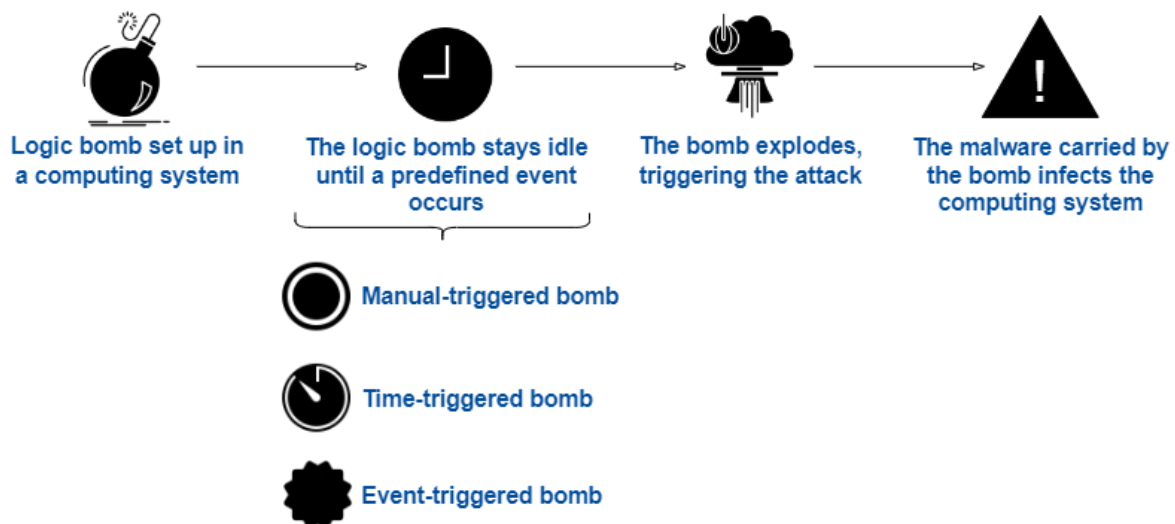 Logic bomb set up in
a computing system
The logic bomb stays idle
until a predefined event
occurs
The bomb explodes,
triggering the attack
The malware carried by
the bomb infects the
computing system
Manual-triggered bomb
Time-triggered bomb
Event-triggered bomb